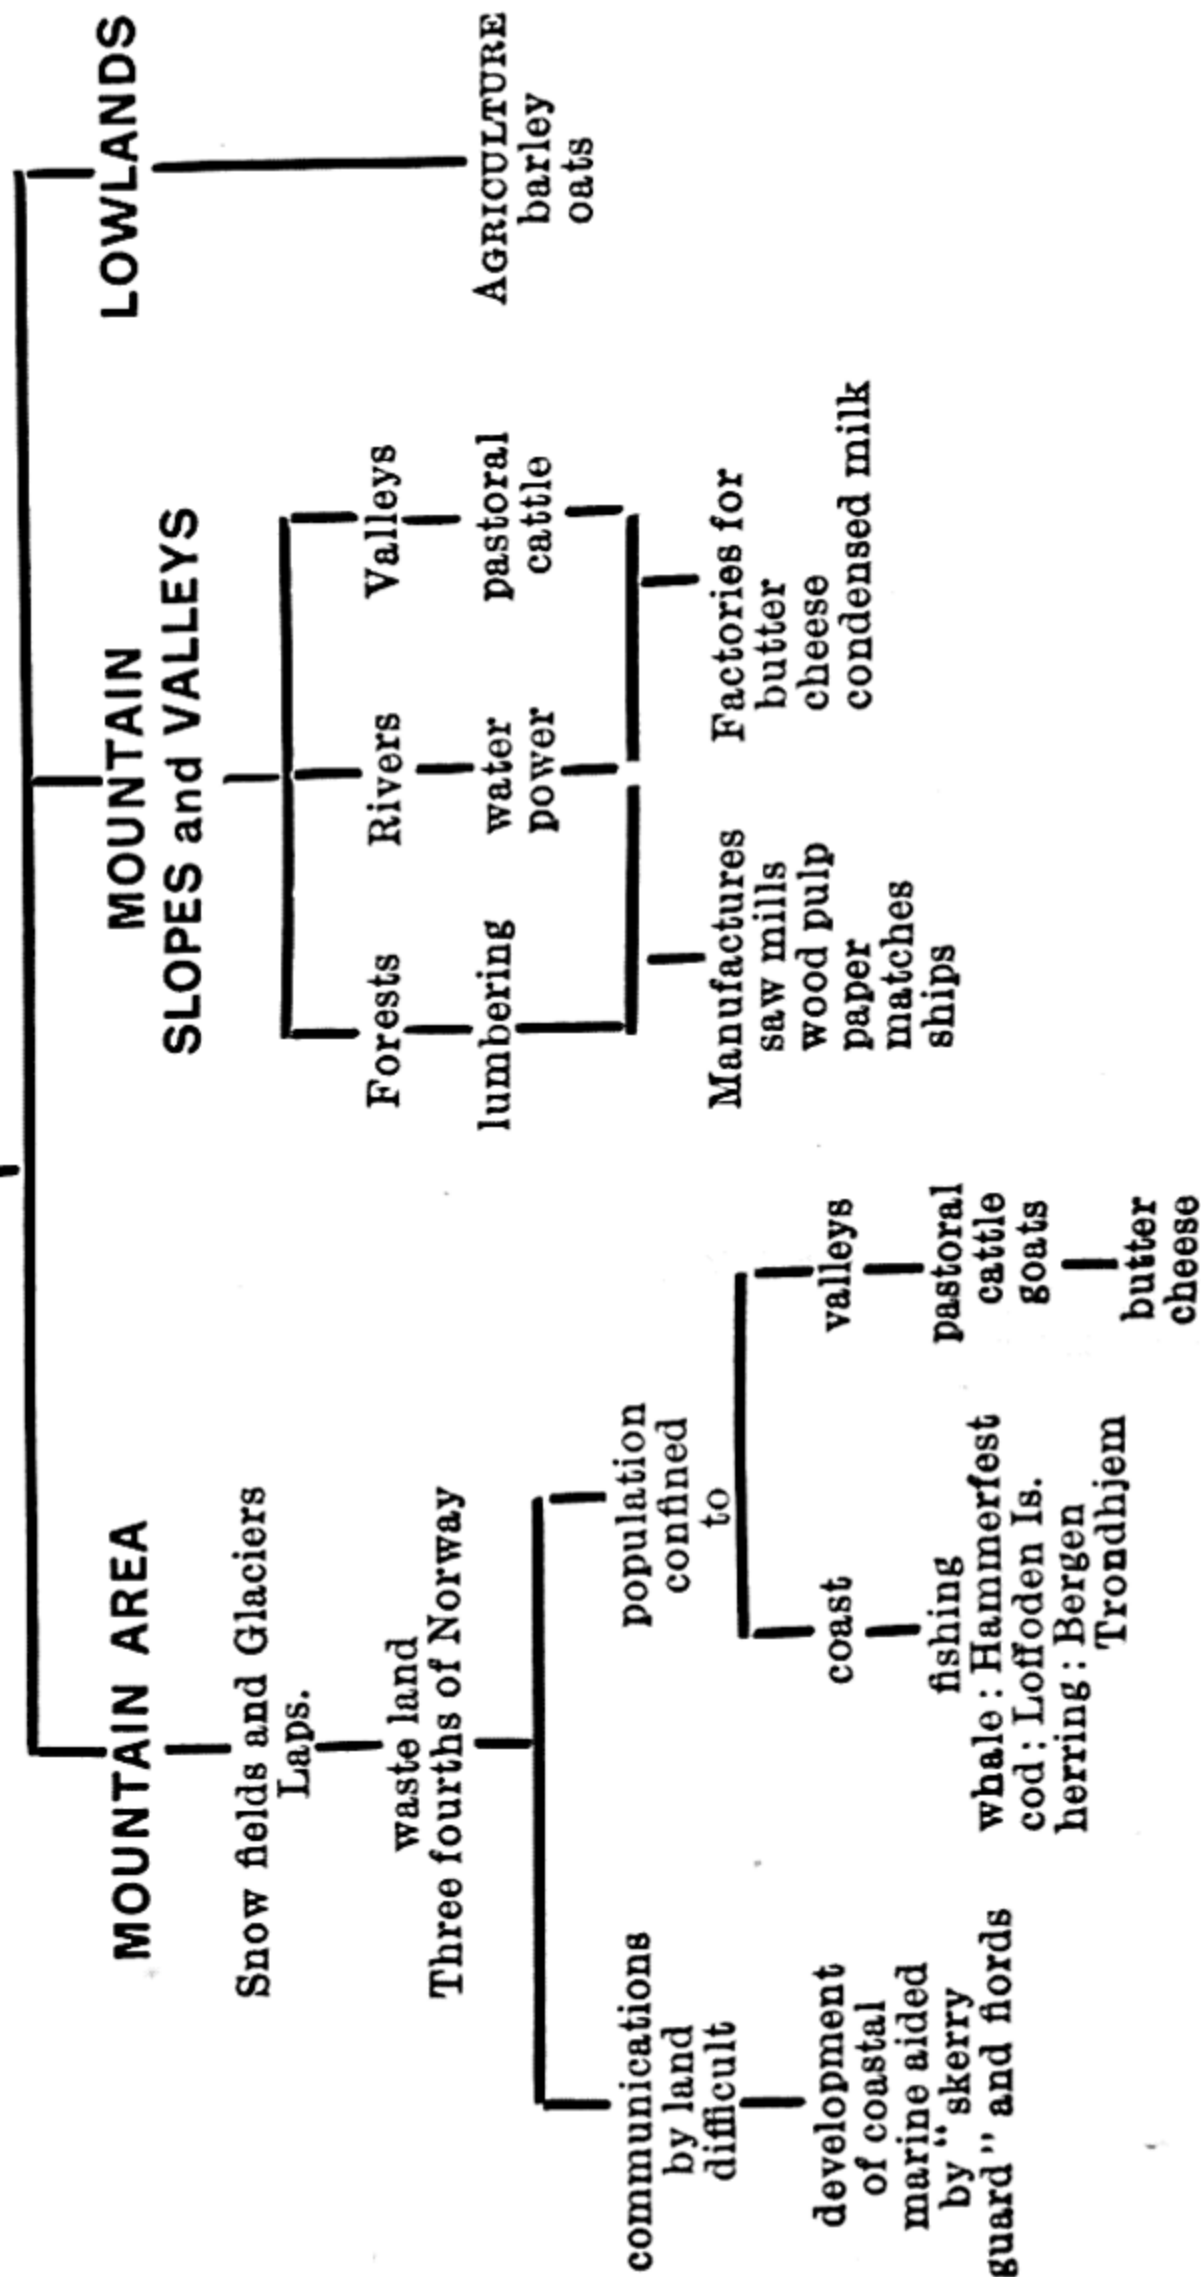 MOUNTAIN AREA
Snow fields and Glaciers
Laps.
waste land
Three fourths of Norway
communications
by land
difficult
development
of coastal
marine aided
by "skerry
guard" and fiords
population
confined
to
coast
fishing
whale: Hammerfest
cod: Loffoden Is.
herring: Bergen
Trondhjem
valleys
pastoral
cattle
goats
butter
cheese
MOUNTAIN
SLOPES and VALLEYS
Forests
lumbering
Rivers
water
power
Valleys
pastoral
cattle
Manufactures
saw mills
wood pulp
paper
matches
ships
Factories for
butter
cheese
condensed milk
LOWLANDS
AGRICULTURE
barley
oats